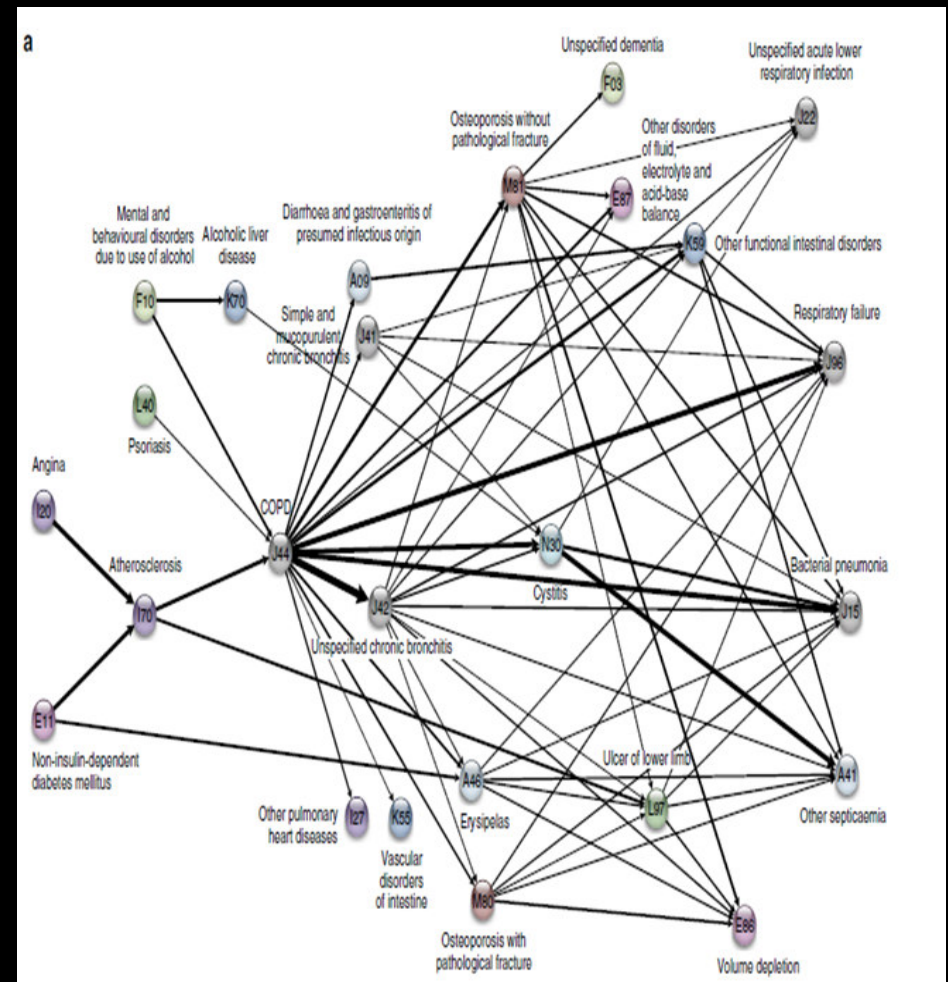 a
Unspecified dementia
F03
Unspecified acute lower
respiratory infection
J22
Osteoporosis without
pathological fracture
M81
Other disorders
of fluid,
electrolyte and
acid-base
balance
E87
Mental and
behavioural disorders
due to use of alcohol
F10
Alcoholic liver
disease
K70
Diarrhoea and gastroenteritis of
presumed infectious origin
A09
K59
Other functional intestinal disorders
Simple and
mucopurulent
chronic bronchitis
J41
Respiratory failure
J96
L40
Psoriasis
Angina
I20
COPD
J44
Atherosclerosis
I70
N30
Cystitis
Bacterial pneumonia
J15
J42
Unspecified chronic bronchitis
E11
Non-insulin-dependent
diabetes mellitus
Other pulmonary
heart diseases
I27
K55
Vascular
disorders
of intestine
A46
Erysipelas
Ulcer of lower limb
L97
A41
Other septicaemia
M80
Osteoporosis with
pathological fracture
E86
Volume depletion